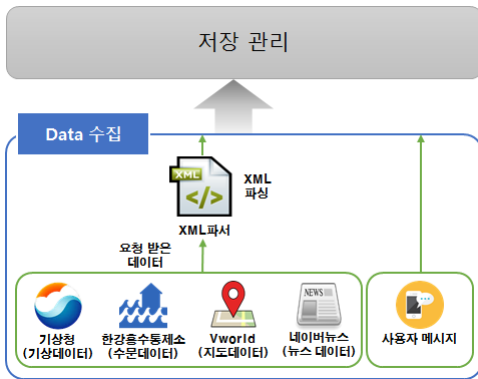 저장 관리
Data 수집
XML
</>
XML
파싱
XML파서
요청 받은
데이터
NEWS
기상청
(기상데이터)
한강홍수통제소
(수문데이터)
Vworld
(지도데이터)
네이버뉴스
(뉴스 데이터)
사용자 메시지